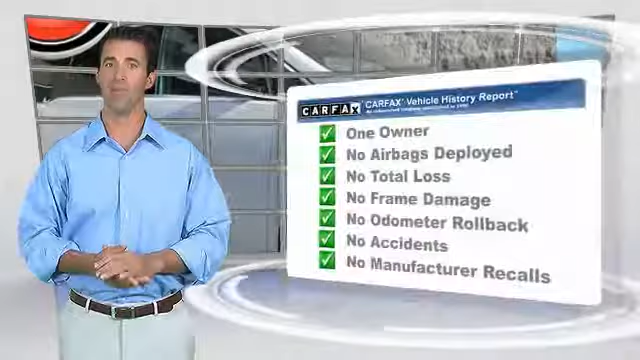 CARFAX CARFAX® Vehicle History Report™
One Owner
No Airbags Deployed
No Total Loss
No Frame Damage
No Odometer Rollback
No Accidents
No Manufacturer Recalls